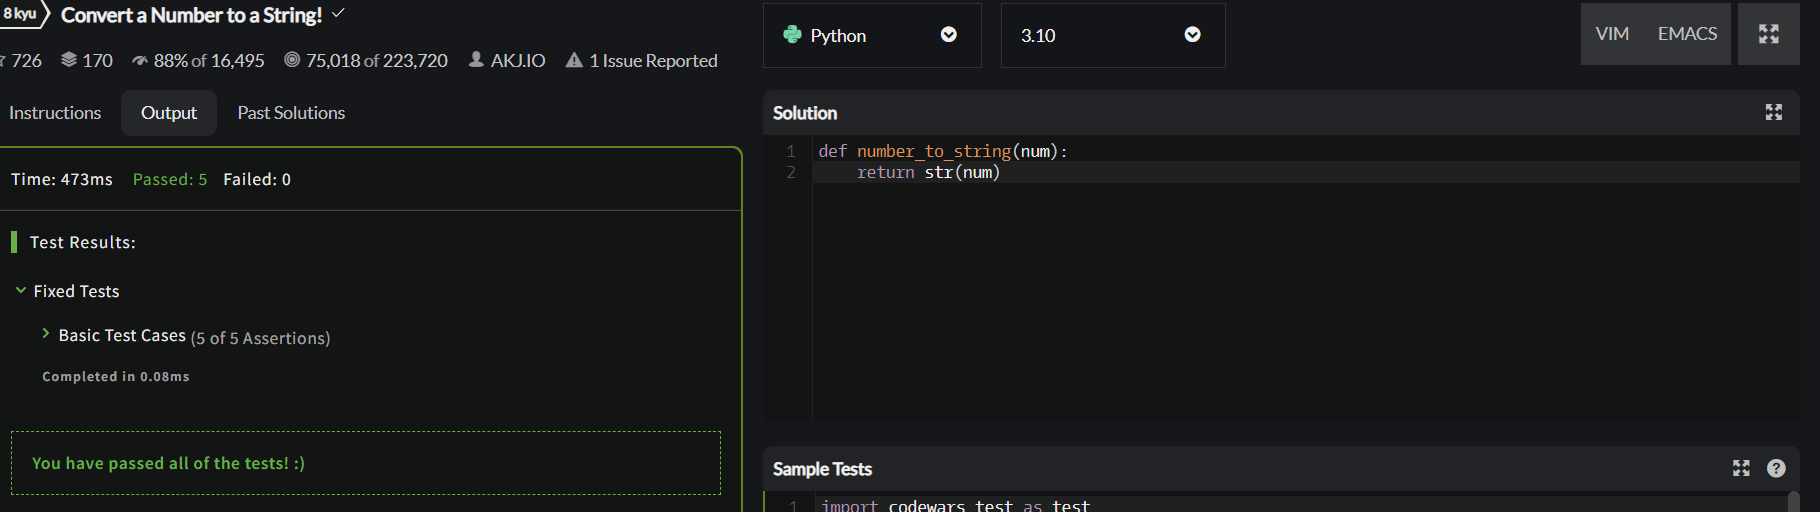 8 kyu Convert a Number to a String!
726 170 88% of 16,495 75,018 of 223,720 AKJ.IO 1 Issue Reported
Instructions Output Past Solutions
Time: 473ms Passed: 5 Failed: 0
Test Results:
Fixed Tests
Basic Test Cases (5 of 5 Assertions)
Completed in 0.08ms
You have passed all of the tests! :)
Python 3.10 VIM EMACS
Solution
1 def number_to_string(num):
2     return str(num)
Sample Tests ?
1 import codewars_test as test